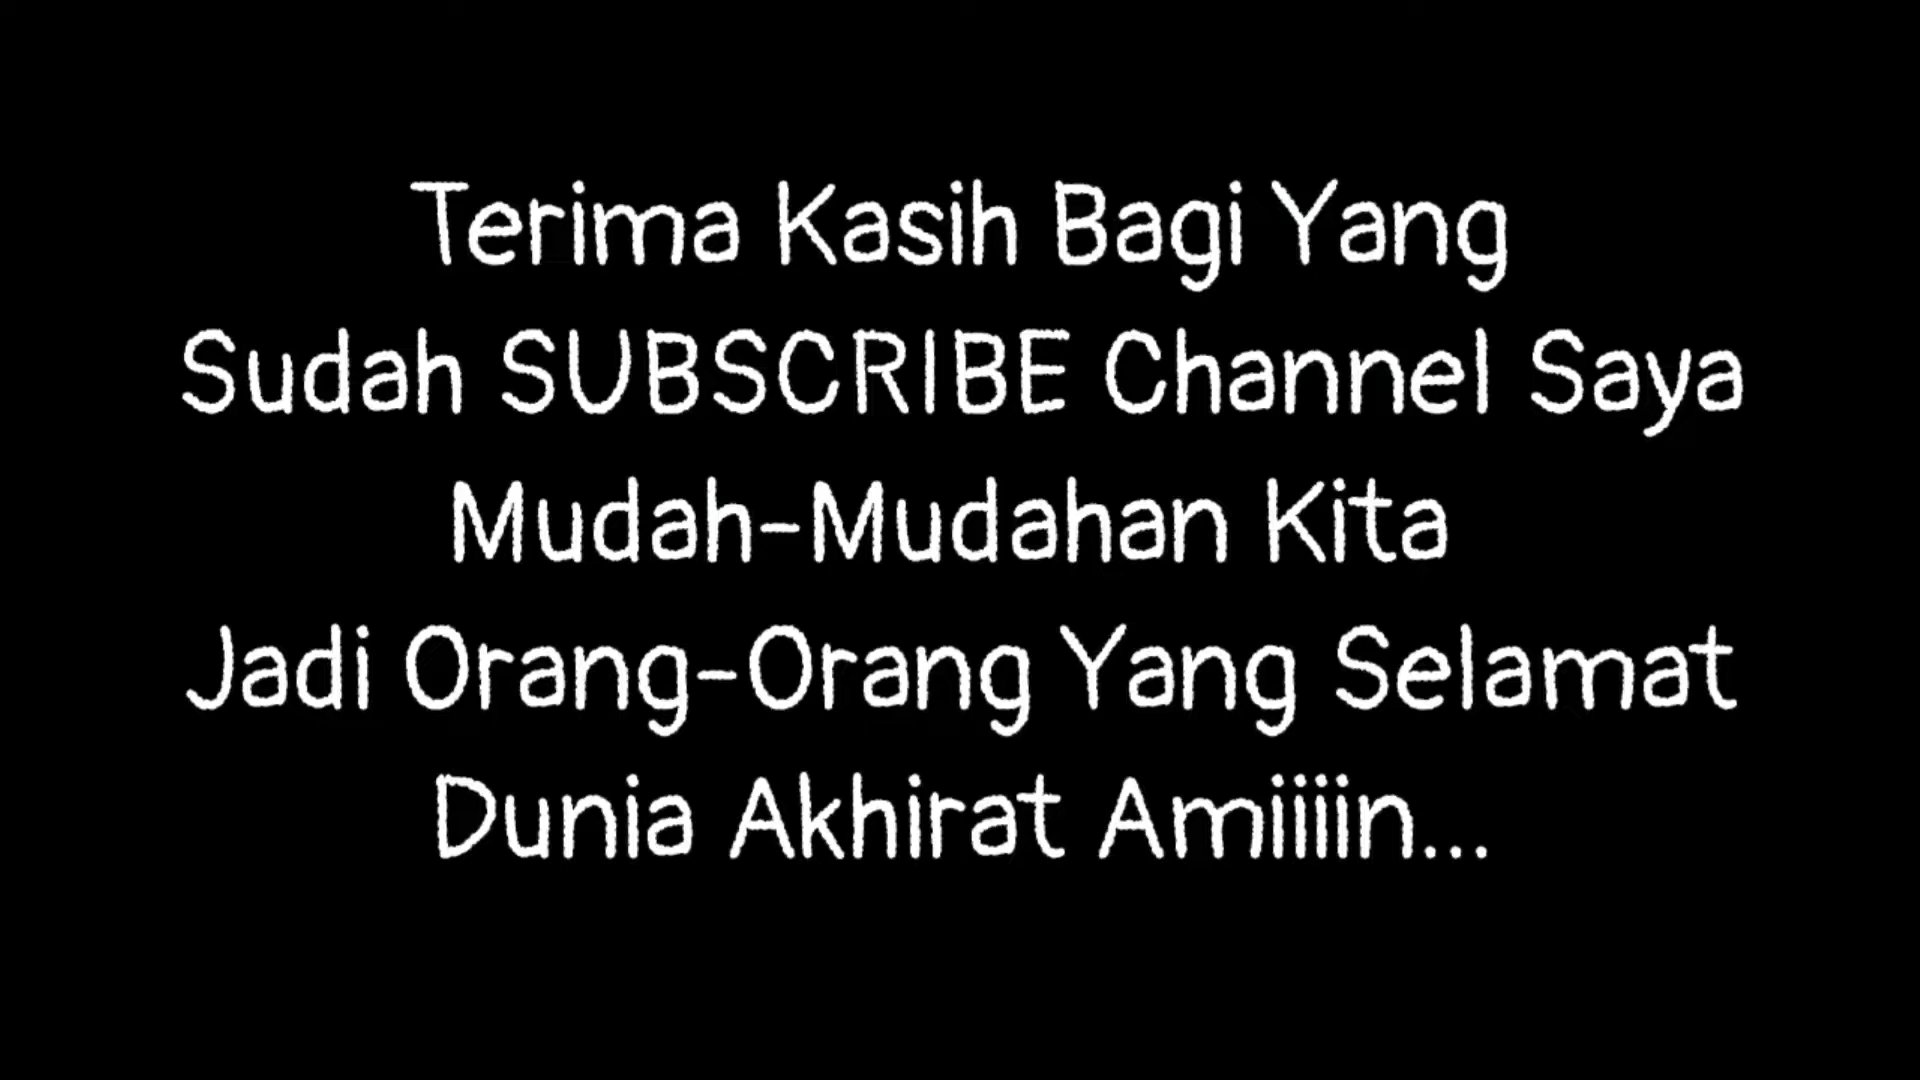 Terima Kasih Bagi Yang
Sudah SUBSCRIBE Channel Saya
Mudah-Mudahan Kita
Jadi Orang-Orang Yang Selamat
Dunia Akhirat Amiiiin...